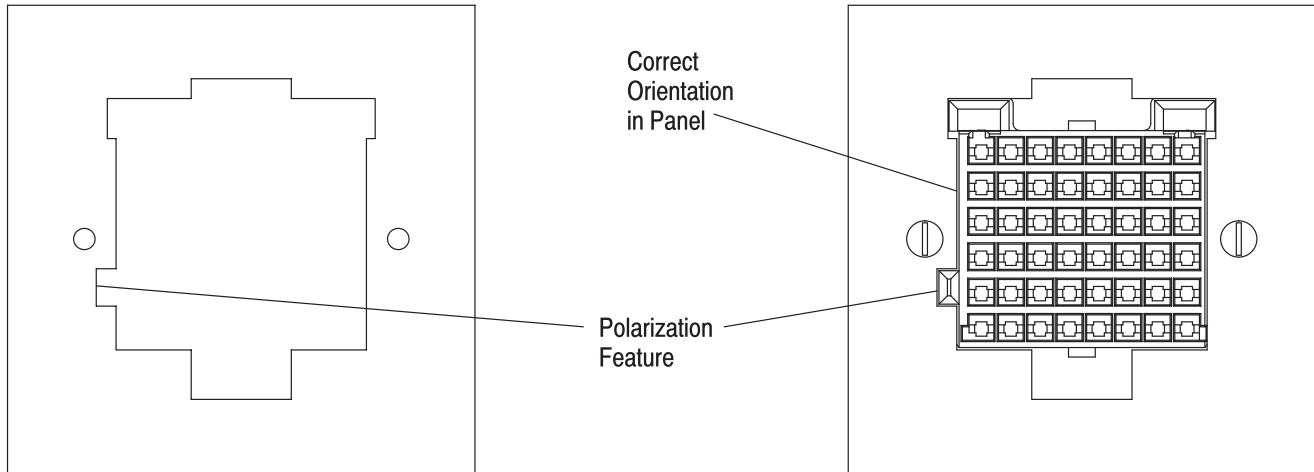 Correct
Orientation
in Panel
Polarization
Feature